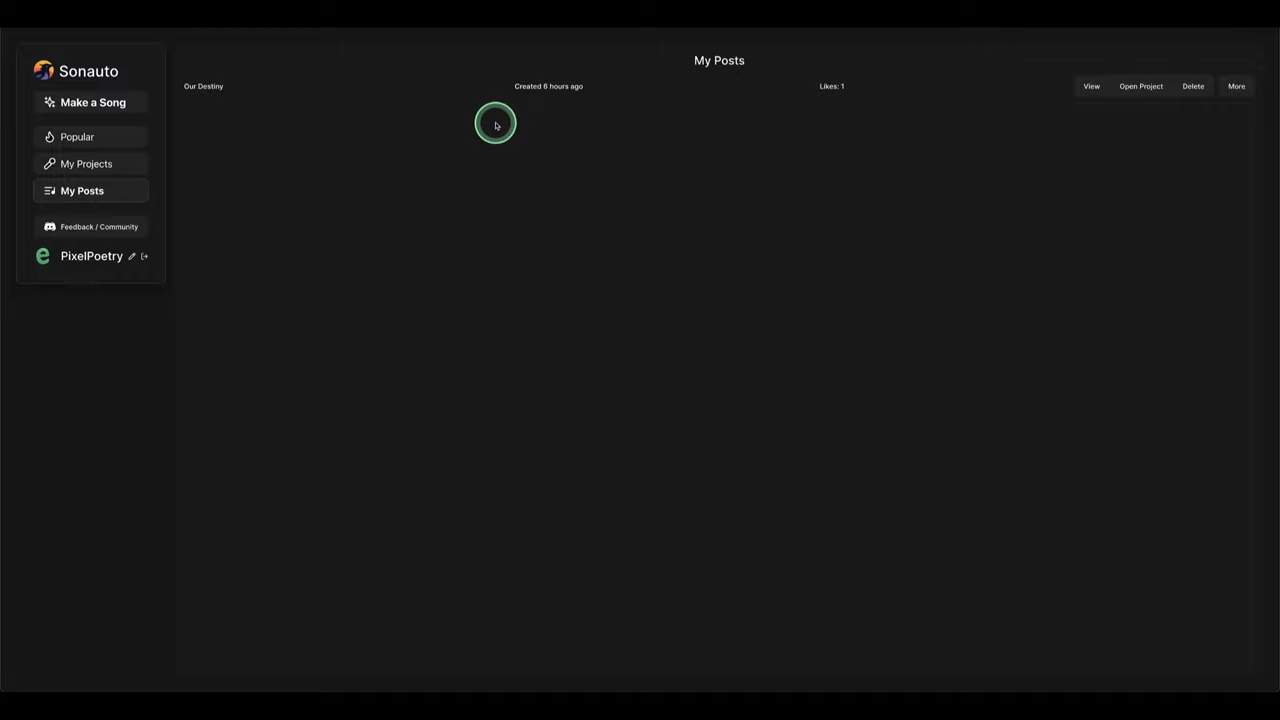 Sonauto
Make a Song
Popular
My Projects
My Posts
Feedback / Community
PixelPoetry
My Posts
Our Destiny Created 6 hours ago Likes: 1 View Open Project Delete More